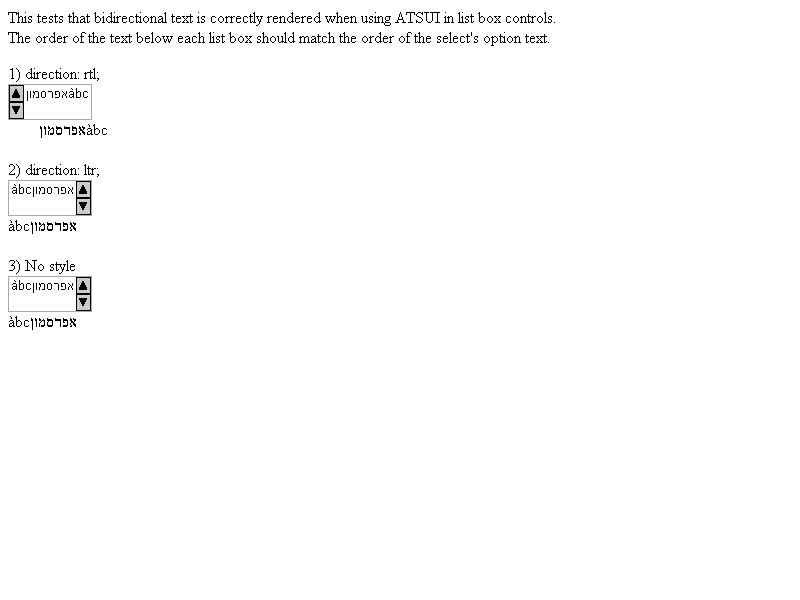 This tests that bidirectional text is correctly rendered when using ATSUI in list box controls.
The order of the text below each list box should match the order of the select's option text.
1) direction: rtl;
àbcאפרסמון
àbcאפרסמון
2) direction: ltr;
àbcאפרסמון
àbcאפרסמון
3) No style
àbcאפרסמון
àbcאפרסמון